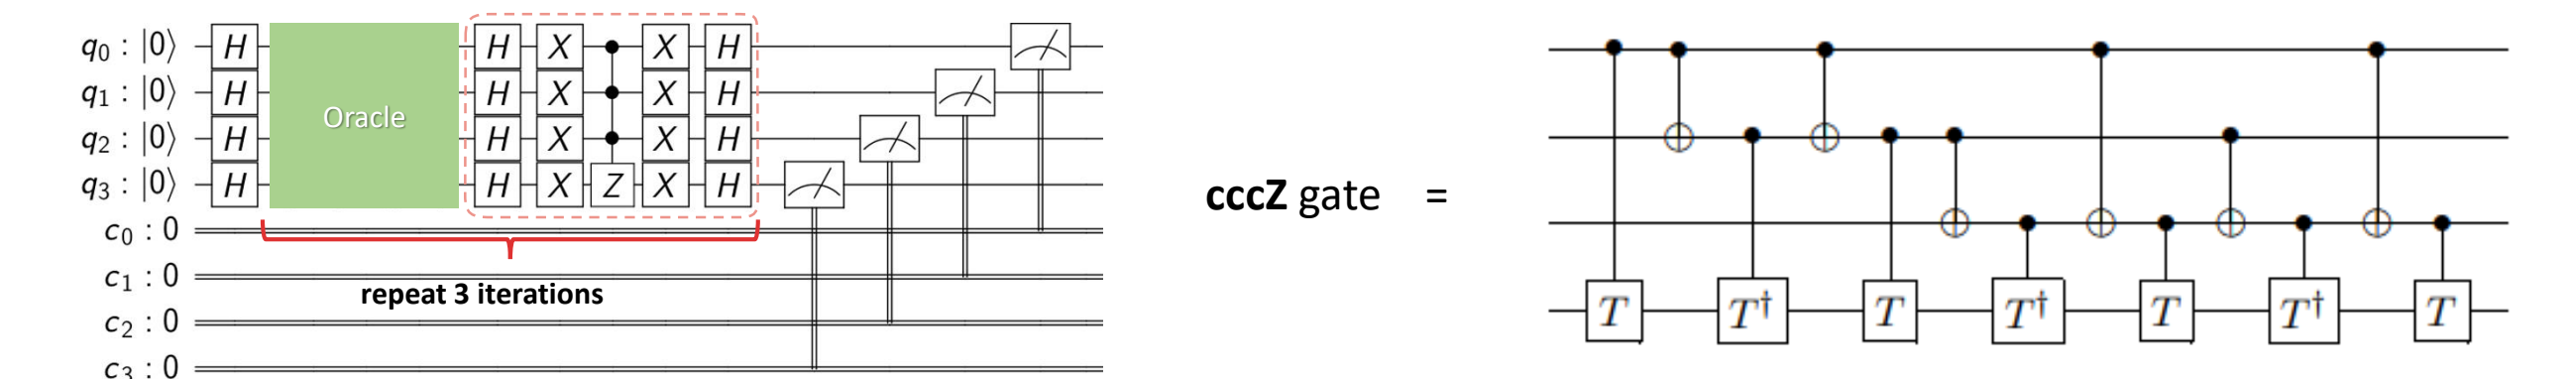 q₀ : |0⟩ H H X X H
q₁ : |0⟩ H Oracle H X X H
q₂ : |0⟩ H H X X H
q₃ : |0⟩ H H X Z X H
c₀ : 0
c₁ : 0
repeat 3 iterations
c₂ : 0
c₃ : 0
cccZ gate =
T T† T T† T T† T